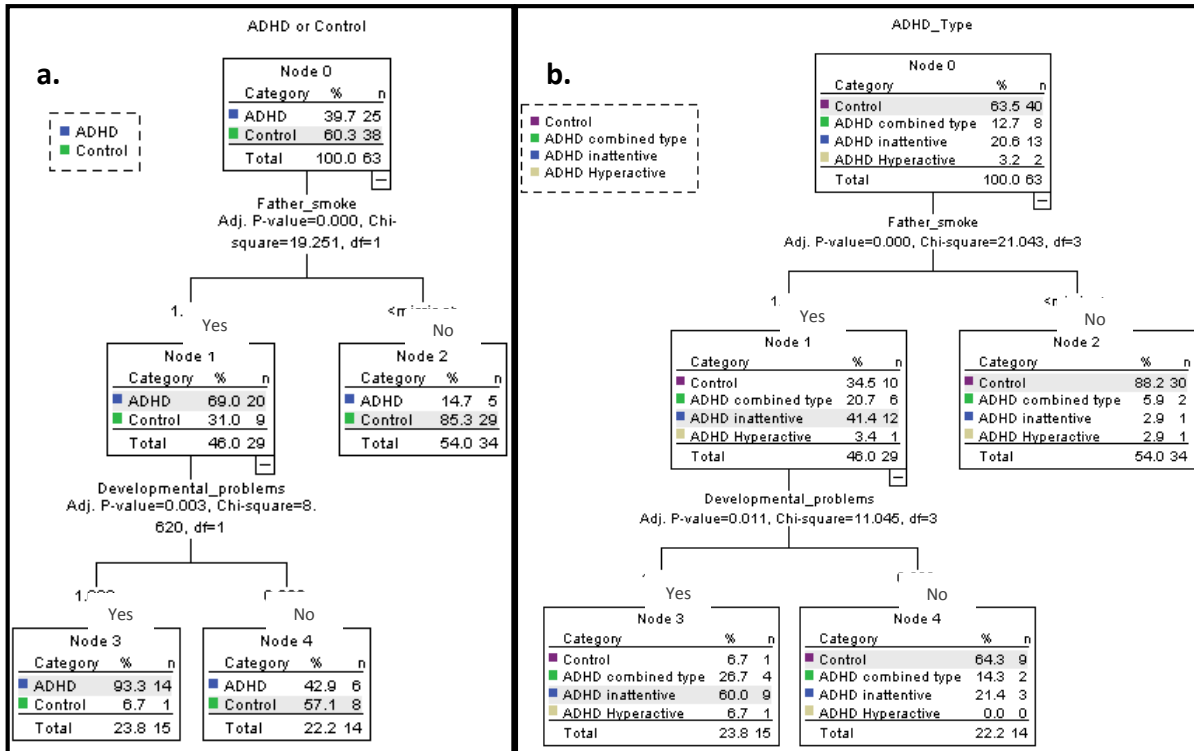 ADHD or Control
a.
ADHD
Control
Node 0
Category % n
ADHD 39.7 25
Control 60.3 38
Total 100.0 63
Father_smoke
Adj. P-value=0.000, Chi-
square=19.251, df=1
Yes
No
Node 1
Category % n
ADHD 69.0 20
Control 31.0 9
Total 46.0 29
Node 2
Category % n
ADHD 14.7 5
Control 85.3 29
Total 54.0 34
Developmental_problems
Adj. P-value=0.003, Chi-square=8.
620, df=1
Yes
No
Node 3
Category % n
ADHD 93.3 14
Control 6.7 1
Total 23.8 15
Node 4
Category % n
ADHD 42.9 6
Control 57.1 8
Total 22.2 14
ADHD_Type
b.
Control
ADHD combined type
ADHD inattentive
ADHD Hyperactive
Node 0
Category % n
Control 63.5 40
ADHD combined type 12.7 8
ADHD inattentive 20.6 13
ADHD Hyperactive 3.2 2
Total 100.0 63
Father_smoke
Adj. P-value=0.000, Chi-square=21.043, df=3
Yes
No
Node 1
Category % n
Control 34.5 10
ADHD combined type 20.7 6
ADHD inattentive 41.4 12
ADHD Hyperactive 3.4 1
Total 46.0 29
Node 2
Category % n
Control 88.2 30
ADHD combined type 5.9 2
ADHD inattentive 2.9 1
ADHD Hyperactive 2.9 1
Total 54.0 34
Developmental_problems
Adj. P-value=0.011, Chi-square=11.045, df=3
Yes
No
Node 3
Category % n
Control 6.7 1
ADHD combined type 26.7 4
ADHD inattentive 60.0 9
ADHD Hyperactive 6.7 1
Total 23.8 15
Node 4
Category % n
Control 64.3 9
ADHD combined type 14.3 2
ADHD inattentive 21.4 3
ADHD Hyperactive 0.0 0
Total 22.2 14